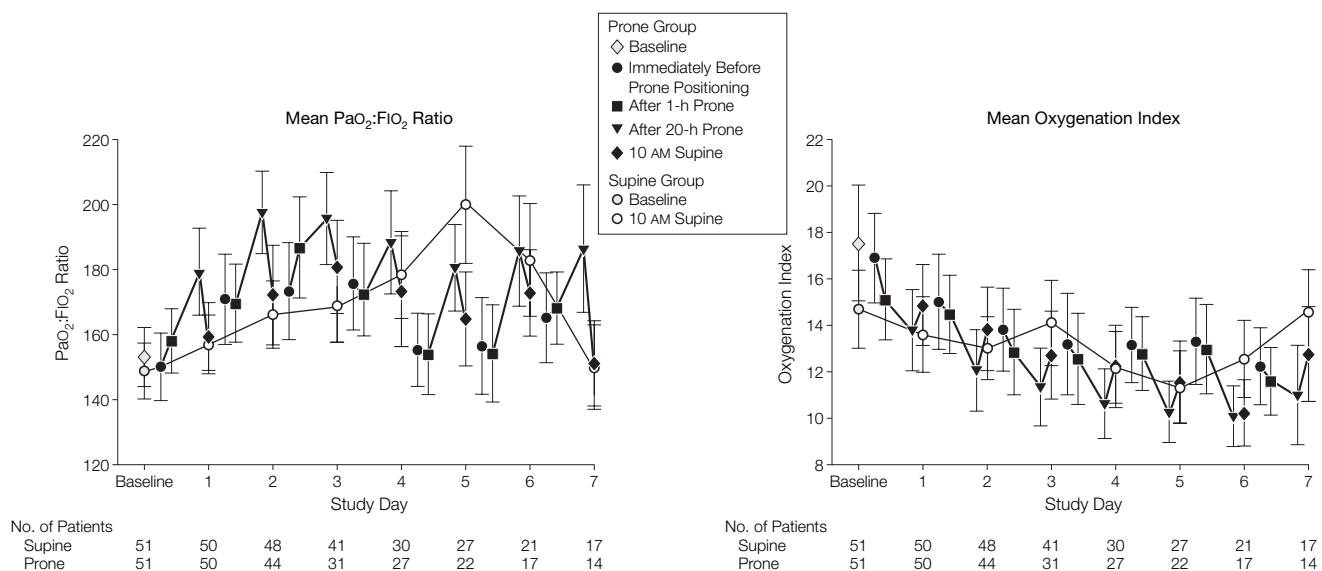 Prone Group
Baseline
Immediately Before
Prone Positioning
After 1-h Prone
After 20-h Prone
10 AM Supine
Supine Group
Baseline
10 AM Supine
Mean PaO2:FIO2 Ratio
220
200
180
160
140
120
PaO2:FIO2 Ratio
Baseline 1 2 3 4 5 6 7
Study Day
No. of Patients
Supine 51 50 48 41 30 27 21 17
Prone 51 50 44 31 27 22 17 14
Mean Oxygenation Index
22
20
18
16
14
12
10
8
Oxygenation Index
Baseline 1 2 3 4 5 6 7
Study Day
No. of Patients
Supine 51 50 48 41 30 27 21 17
Prone 51 50 44 31 27 22 17 14